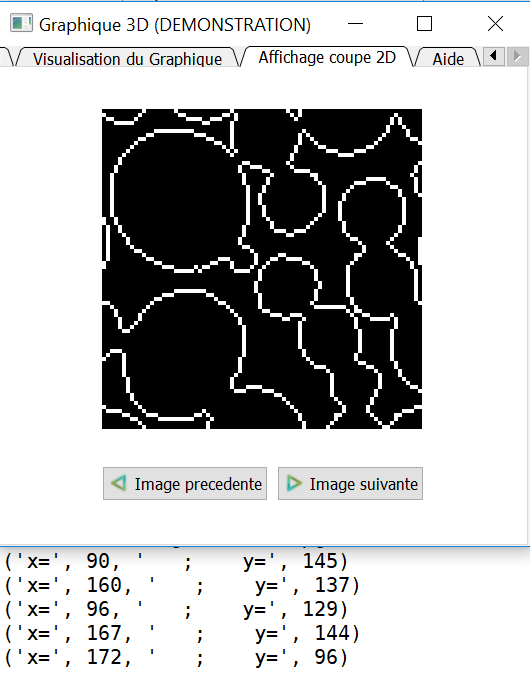 Graphique 3D (DEMONSTRATION)
Visualisation du Graphique Affichage coupe 2D Aide
Image precedente Image suivante
('x=', 90, ' ; y=', 145)
('x=', 160, ' ; y=', 137)
('x=', 96, ' ; y=', 129)
('x=', 167, ' ; y=', 144)
('x=', 172, ' ; y=', 96)